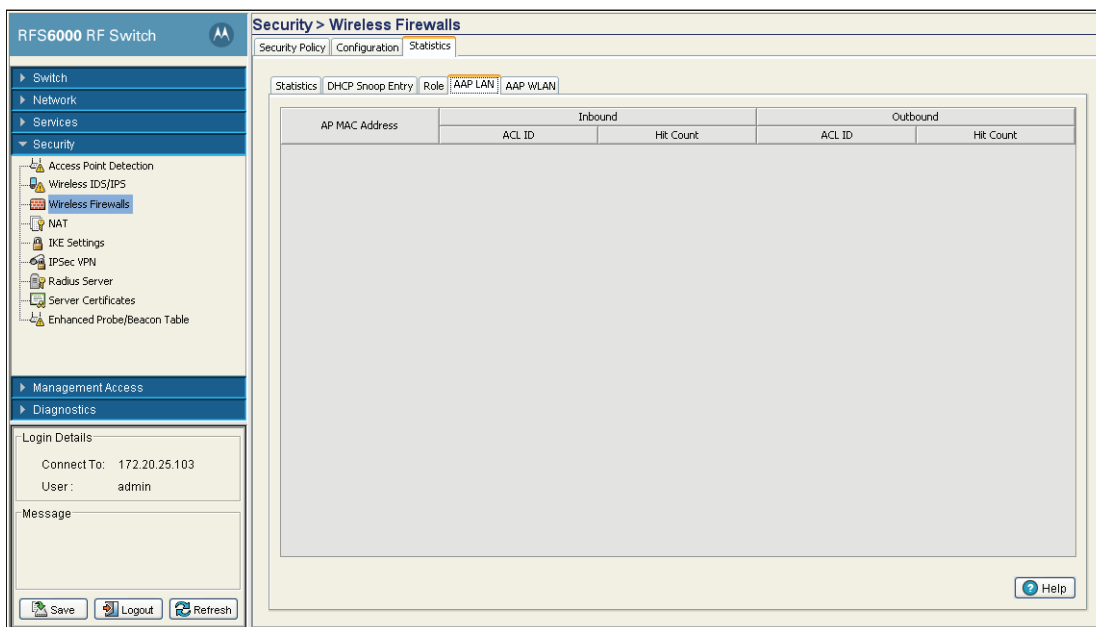 RFS6000 RF Switch
Switch
Network
Services
Security
Access Point Detection
Wireless IDS/IPS
Wireless Firewalls
NAT
IKE Settings
IPSec VPN
Radius Server
Server Certificates
Enhanced Probe/Beacon Table
Management Access
Diagnostics
Login Details
Connect To: 172.20.25.103
User : admin
Message
Save Logout Refresh
Security > Wireless Firewalls
Security Policy Configuration Statistics
Statistics DHCP Snoop Entry Role AAP LAN AAP WLAN
AP MAC Address Inbound Outbound
ACL ID Hit Count ACL ID Hit Count
Help